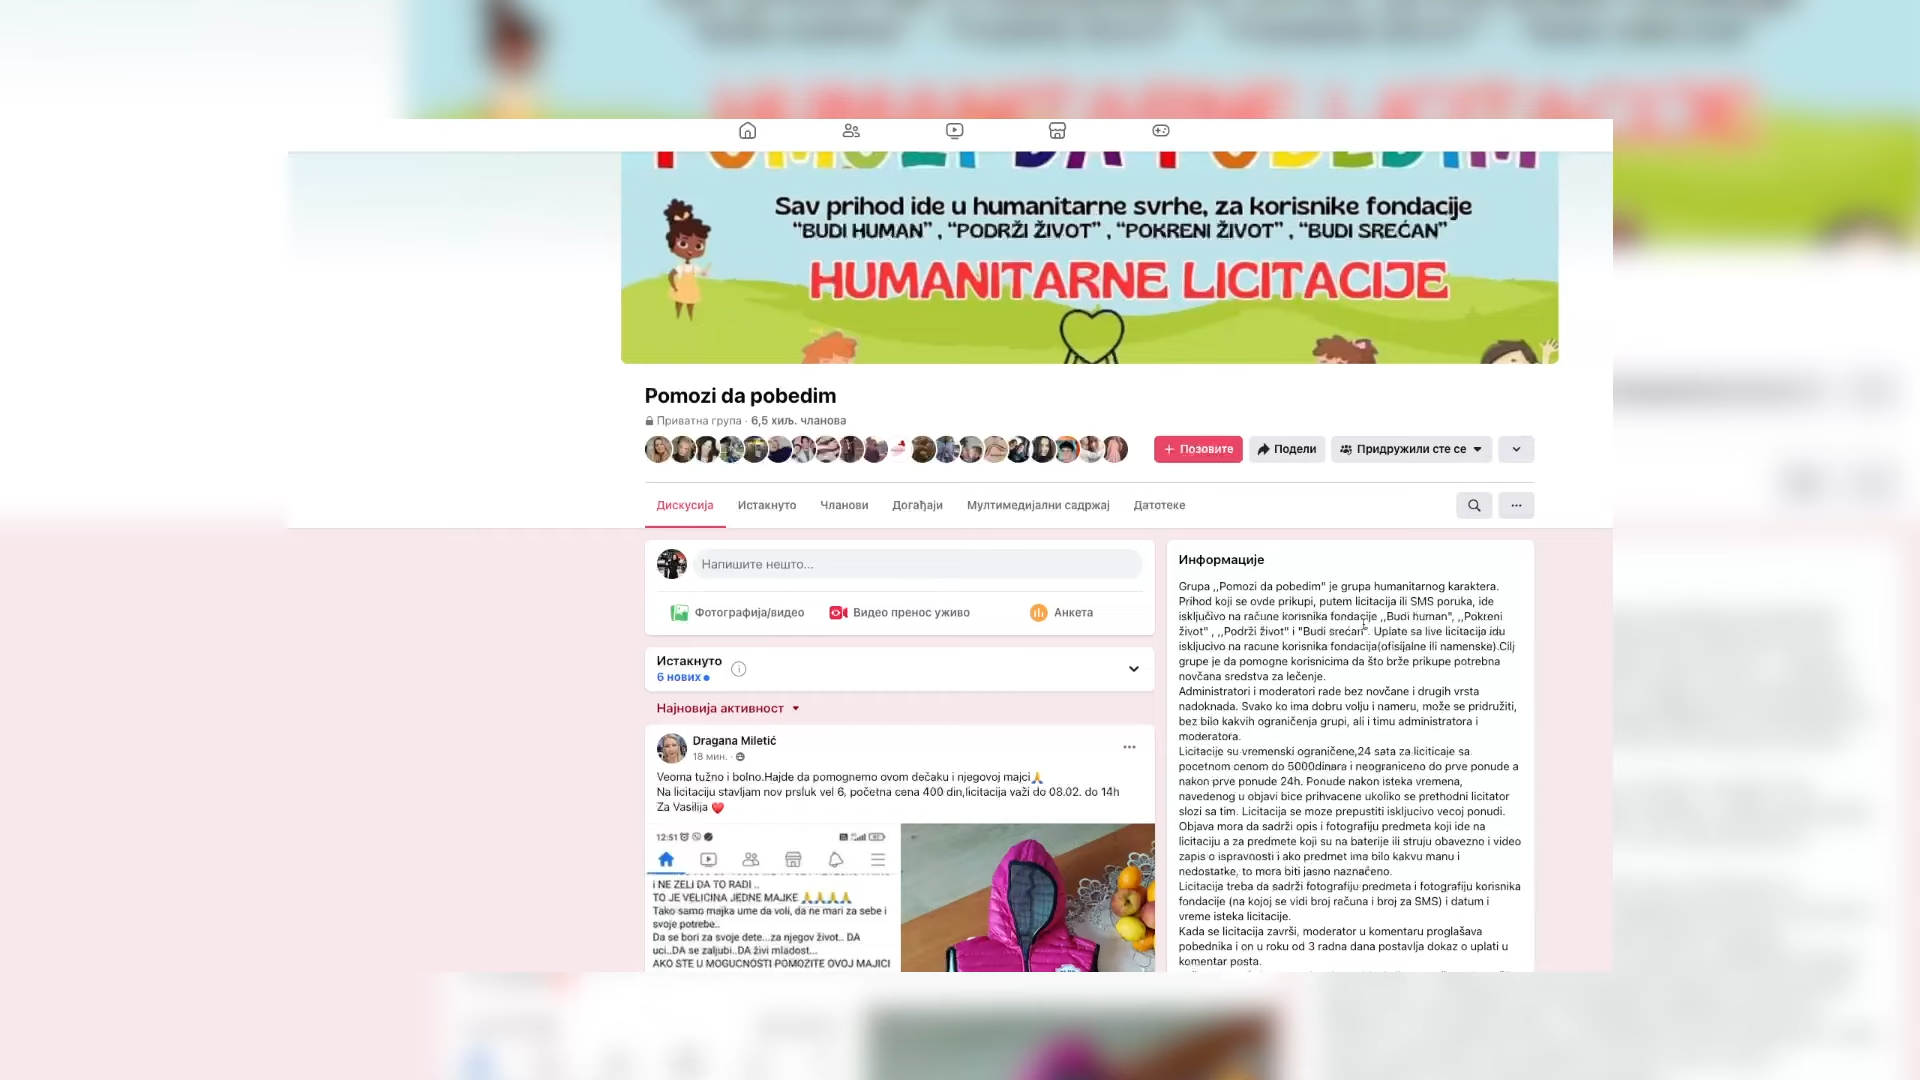 POMOZI DA POBEDIM
Sav prihod ide u humanitarne svrhe, za korisnike fondacije
“BUDI HUMAN” , “PODRŽI ŽIVOT” , “POKRENI ŽIVOT” , “BUDI SREĆAN”
HUMANITARNE LICITACIJE
Pomozi da pobedim
Приватна група · 6,5 хиљ. чланова
+ Позовите
Подели
Придружили сте се
Дискусија
Истакнуто
Чланови
Догађаји
Мултимедијални садржај
Датотеке
Напишите нешто...
Фотографија/видео
Видео пренос уживо
Анкета
Истакнуто
6 нових
Најновија активност
Dragana Miletić
18 мин. ·
Veoma tužno i bolno.Hajde da pomognemo ovom dečaku i njegovoj majci🙏
Na licitaciju stavljam nov prsluk vel 6, početna cena 400 din,licitacija važi do 08.02. do 14h
Za Vasilija ❤️
12:51
i NE ZELI DA TO RADI ..
TO JE VELICINA JEDNE MAJKE 🙏🙏🙏🙏
Tako samo majka ume da voli, da ne mari za sebe i
svoje potrebe..
Da se bori za svoje dete...za njegov život.. DA
uci..DA se zaljubi..DA živi mladost...
AKO STE U MOGUCNOSTI POMOZITE OVOJ MAJICI
Информације
Grupa ,,Pomozi da pobedim" je grupa humanitarnog karaktera.
Prihod koji se ovde prikupi, putem licitacija ili SMS poruka, ide
isključivo na račune korisnika fondacije ,,Budi human", ,,Pokreni
život" , ,,Podrži život" i "Budi srećan". Uplate sa live licitacija idu
iskljucivo na racune korisnika fondacija(ofisijalne ili namenske).Cilj
grupe je da pomogne korisnicima da što brže prikupe potrebna
novčana sredstva za lečenje.
Administratori i moderatori rade bez novčane i drugih vrsta
nadoknada. Svako ko ima dobru volju i nameru, može se pridružiti,
bez bilo kakvih ograničenja grupi, ali i timu administratora i
moderatora.
Licitacije su vremenski ograničene,24 sata za liciticaje sa
pocetnom cenom do 5000dinara i neograniceno do prve ponude a
nakon prve ponude 24h. Ponude nakon isteka vremena,
navedenog u objavi bice prihvacene ukoliko se prethodni licitator
slozi sa tim. Licitacija se moze prepustiti iskljucivo vecoj ponudi.
Objava mora da sadrži opis i fotografiju predmeta koji ide na
licitaciju a za predmete koji su na baterije ili struju obavezno i video
zapis o ispravnosti i ako predmet ima bilo kakvu manu i
nedostatke, to mora biti jasno naznačeno.
Licitacija treba da sadrži fotografiju predmeta i fotografiju korisnika
fondacije (na kojoj se vidi broj računa i broj za SMS) i datum i
vreme isteka licitacije.
Kada se licitacija završi, moderator u komentaru proglašava
pobednika i on u roku od 3 radna dana postavlja dokaz o uplati u
komentar posta.